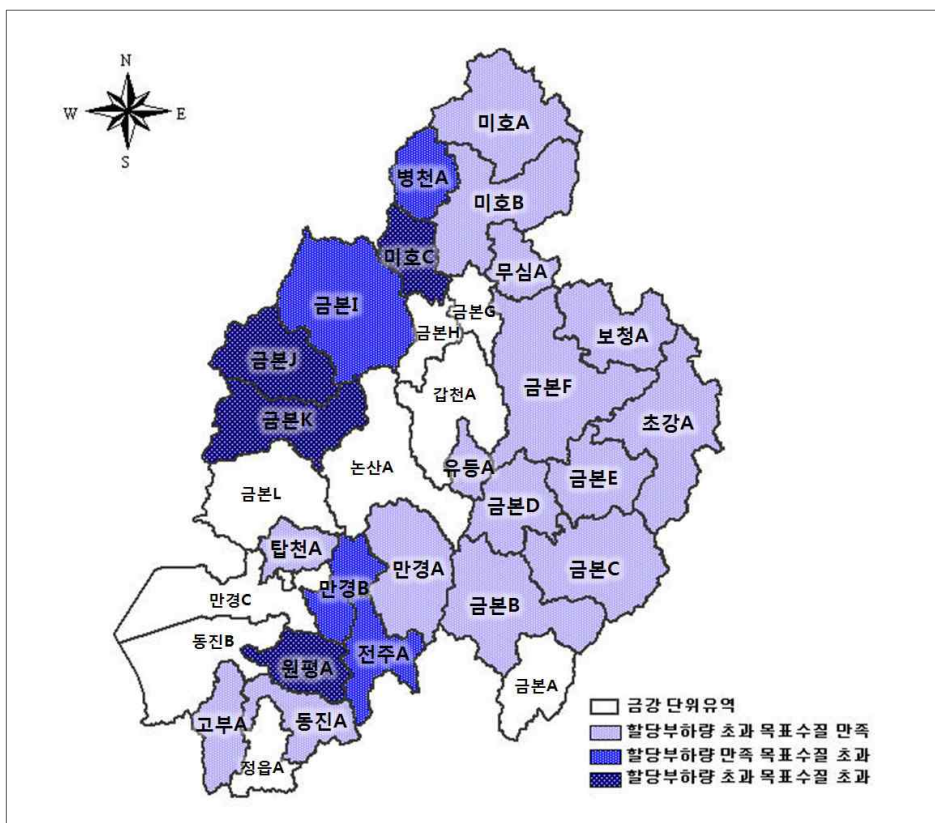 N
W E
S
미호A
병천A
미호B
미호C
무심A
금본I
금본G
금본H
보청A
금본J
갑천A
금본F
금본K
초강A
논산A
유등A
금본E
금본L
금본D
탑천A
만경A
금본C
만경B
금본B
만경C
동진B
원평A
전주A
금본A
고부A
동진A
정읍A
금강 단위유역
할당부하량 초과 목표수질 만족
할당부하량 만족 목표수질 초과
할당부하량 초과 목표수질 초과